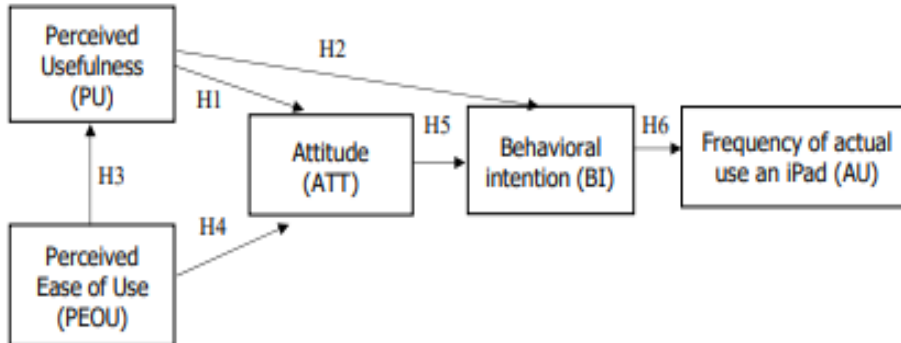 Perceived
Usefulness
(PU)
H2
H1
H3
Attitude
(ATT)
H5
Behavioral
intention (BI)
H6
Frequency of actual
use an iPad (AU)
H4
Perceived
Ease of Use
(PEOU)